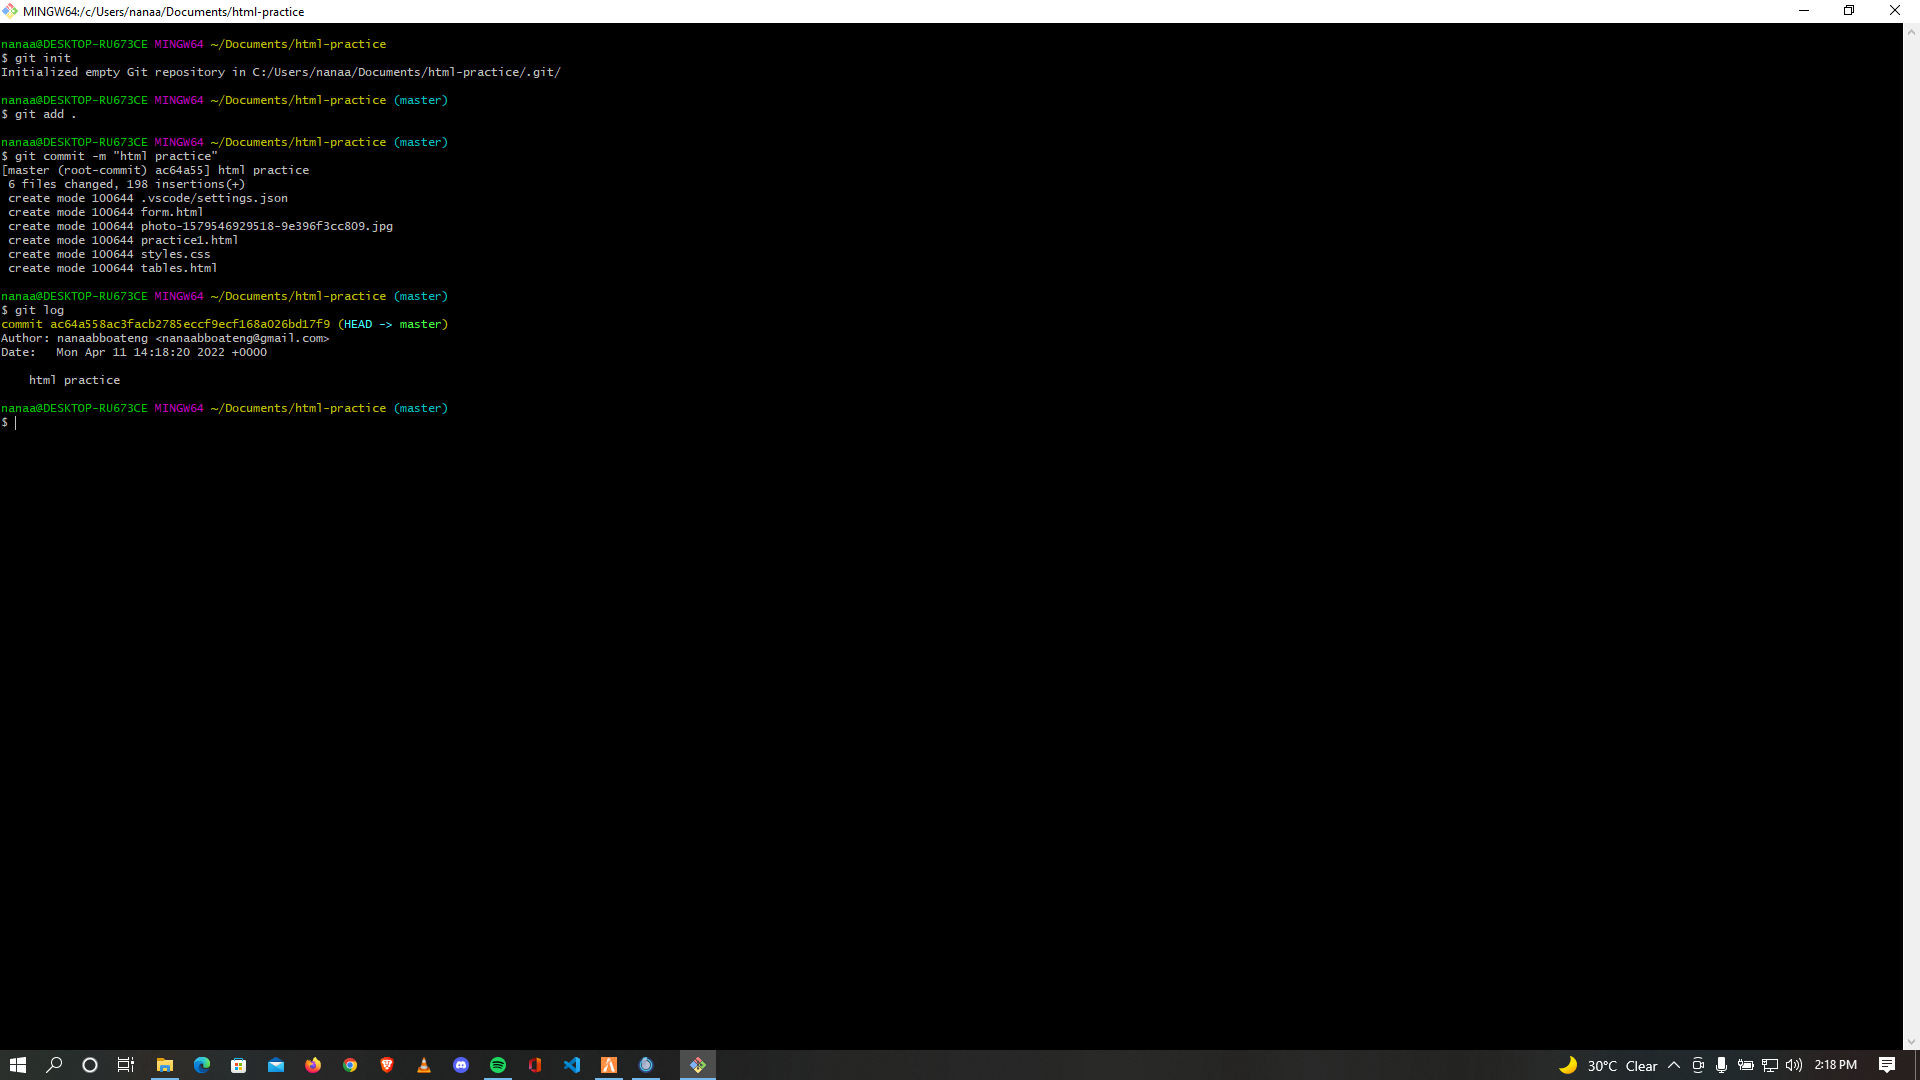 MINGW64:/c/Users/nanaa/Documents/html-practice
nanaa@DESKTOP-RU673CE MINGW64 ~/Documents/html-practice
$ git init
Initialized empty Git repository in C:/Users/nanaa/Documents/html-practice/.git/
nanaa@DESKTOP-RU673CE MINGW64 ~/Documents/html-practice (master)
$ git add .
nanaa@DESKTOP-RU673CE MINGW64 ~/Documents/html-practice (master)
$ git commit -m "html practice"
[master (root-commit) ac64a55] html practice
 6 files changed, 198 insertions(+)
 create mode 100644 .vscode/settings.json
 create mode 100644 form.html
 create mode 100644 photo-1579546929518-9e396f3cc809.jpg
 create mode 100644 practice1.html
 create mode 100644 styles.css
 create mode 100644 tables.html
nanaa@DESKTOP-RU673CE MINGW64 ~/Documents/html-practice (master)
$ git log
commit ac64a558ac3facb2785eccf9ecf168a026bd17f9 (HEAD -> master)
Author: nanaabboateng <nanaabboateng@gmail.com>
Date:   Mon Apr 11 14:18:20 2022 +0000
    html practice
nanaa@DESKTOP-RU673CE MINGW64 ~/Documents/html-practice (master)
$
30°C Clear 2:18 PM